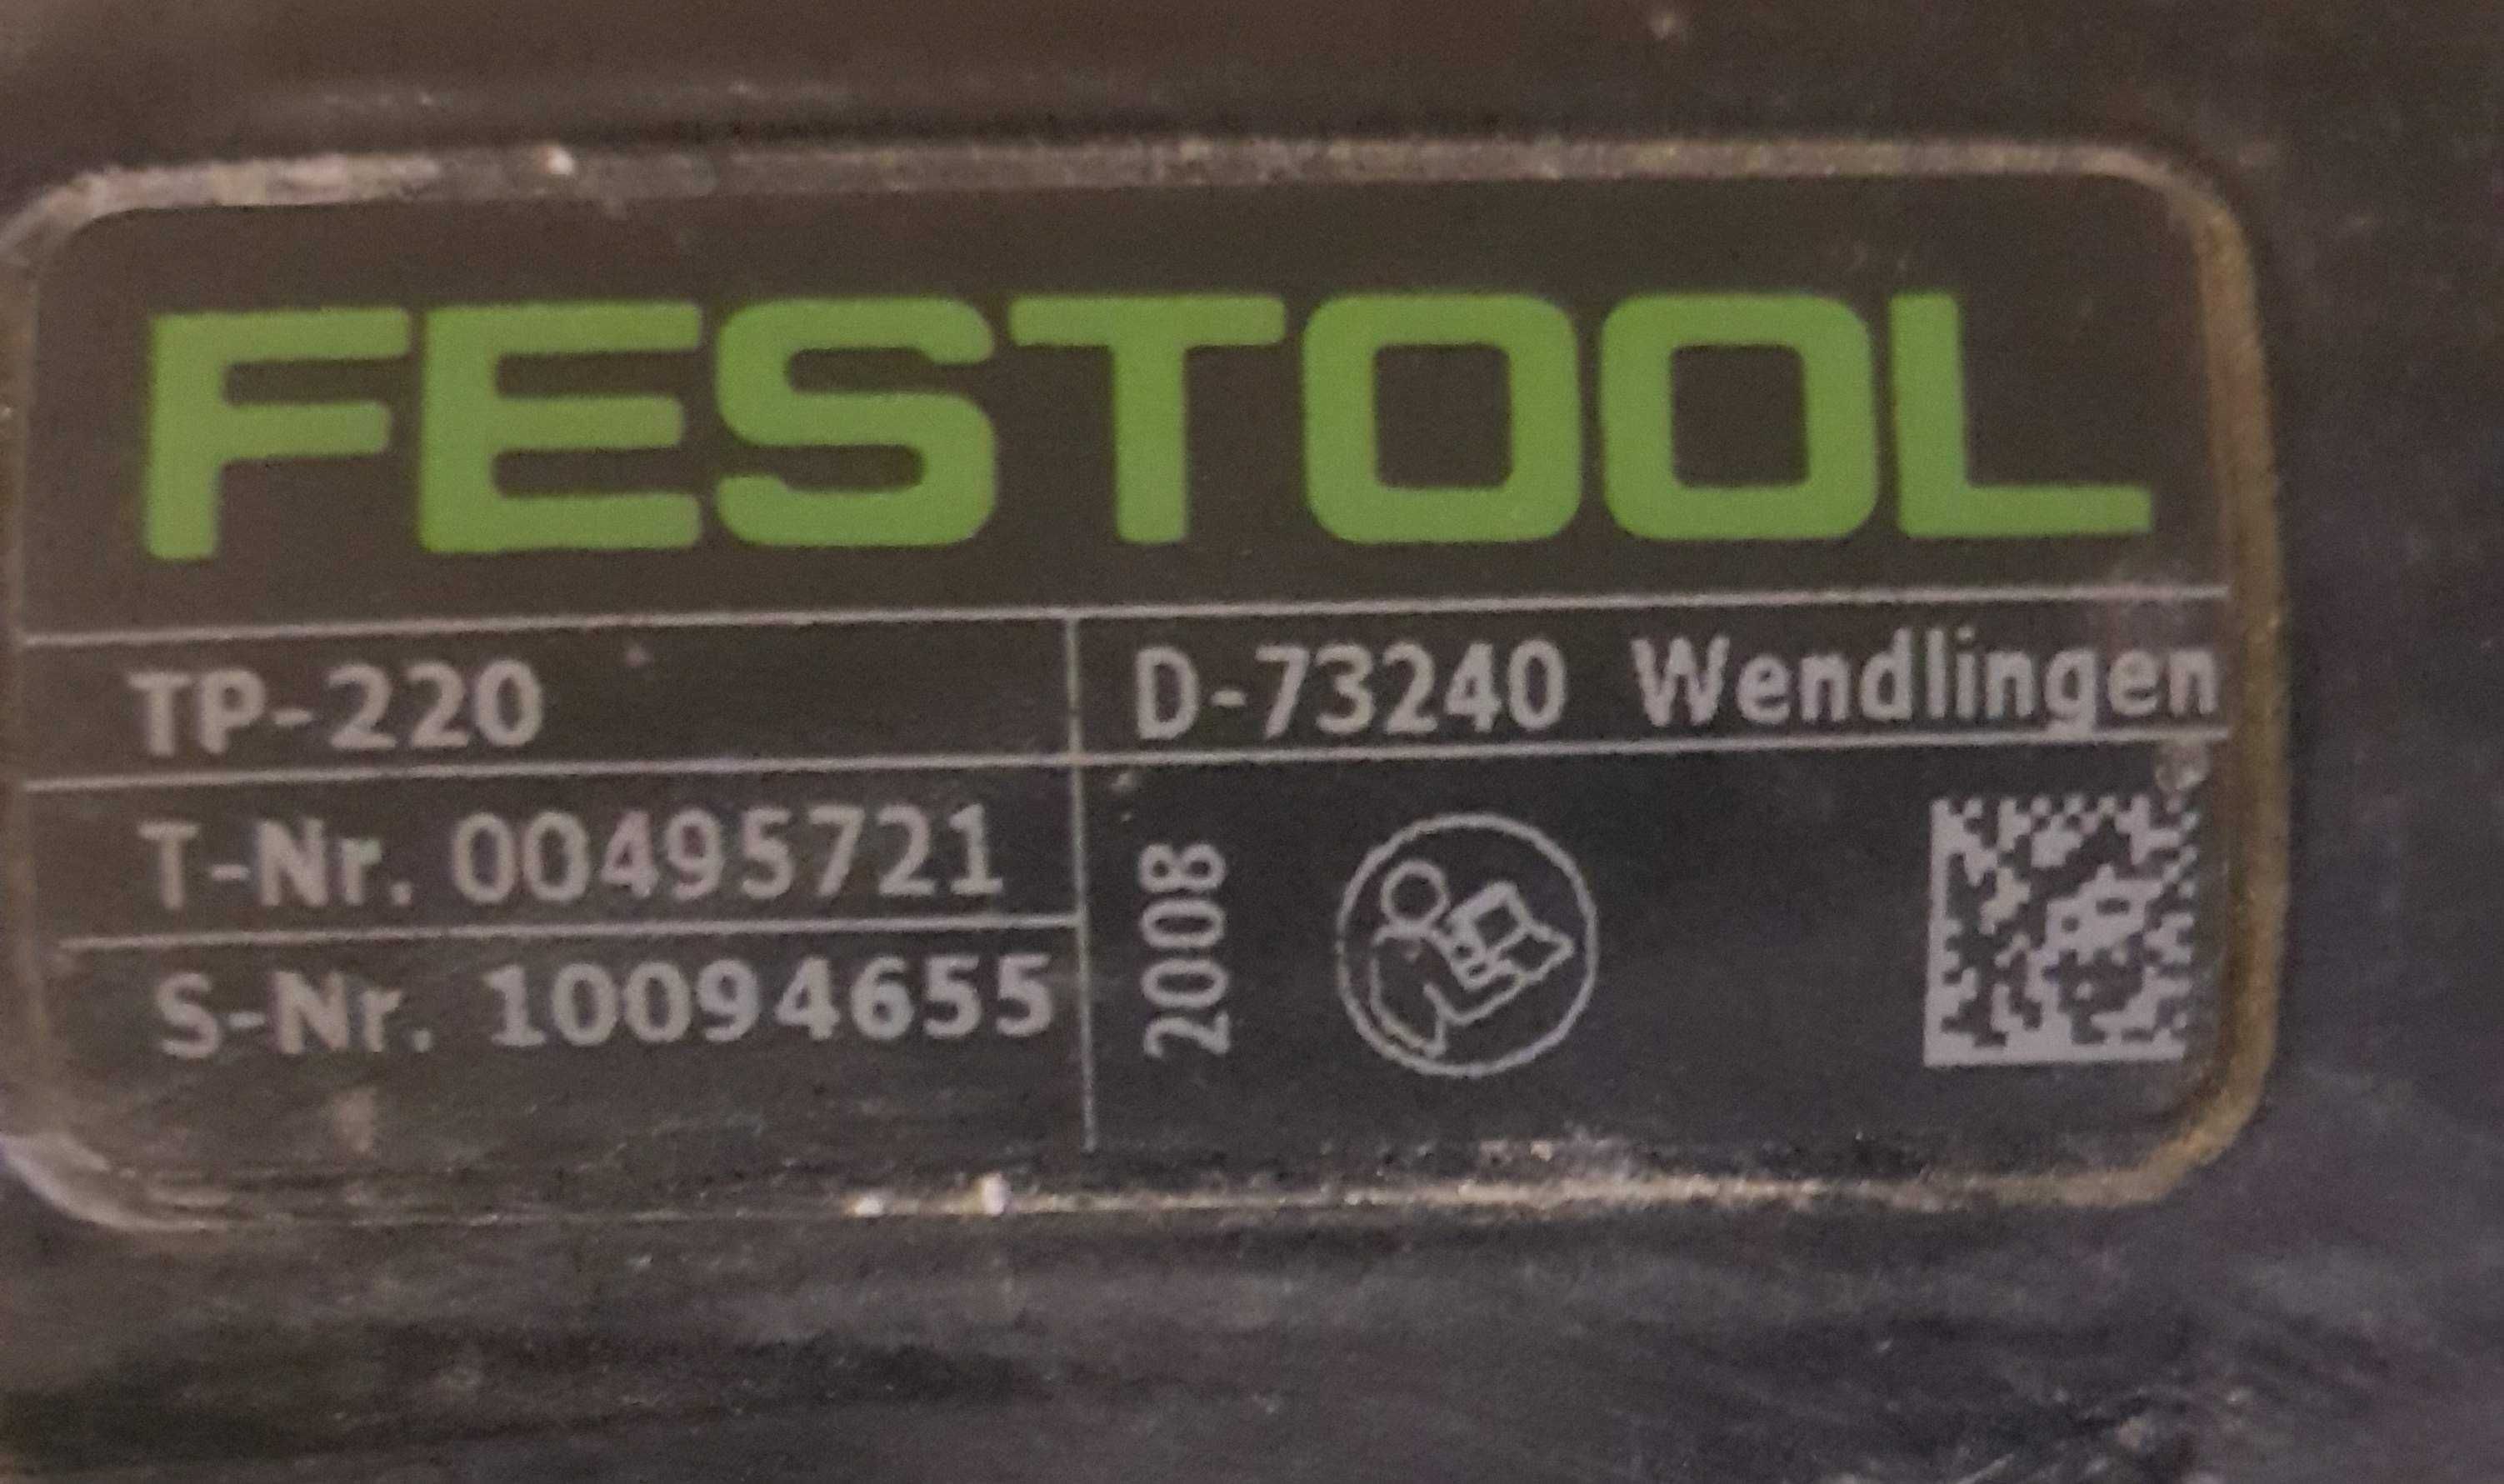 FESTOOL
TP-220
D-73240 Wendlingen
T-Nr. 00495721
S-Nr. 10094655
2008